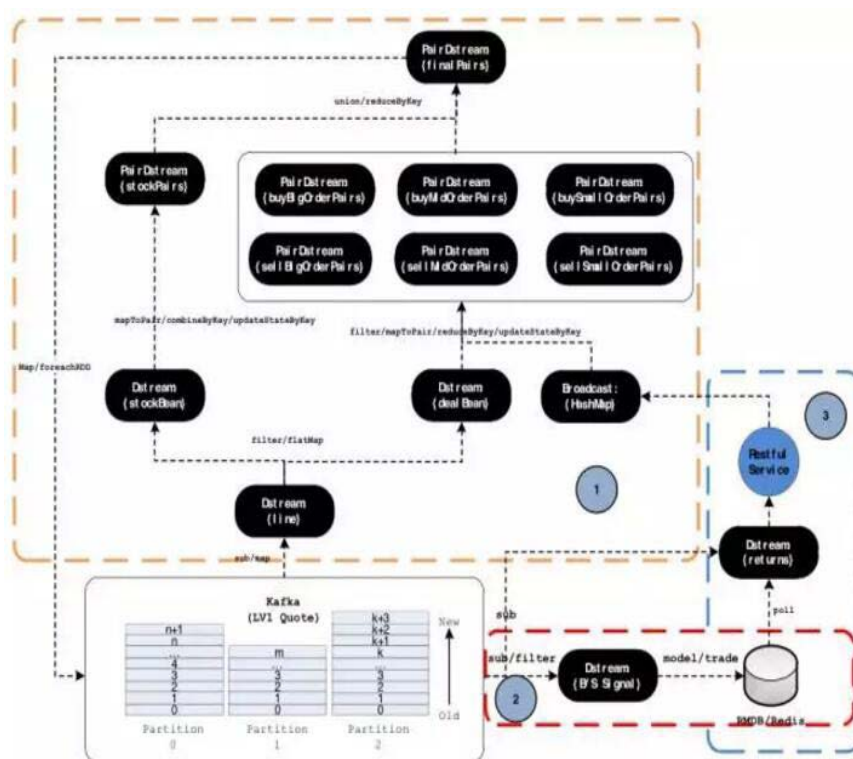 PairDstream
(finalPairs)
union/reduceByKey
PairDstream
(stockPairs)
PairDstream
(buyBigOrderPairs)
PairDstream
(buyMidOrderPairs)
PairDstream
(buySmallOrderPairs)
PairDstream
(sellBigOrderPairs)
PairDstream
(sellMidOrderPairs)
PairDstream
(sellSmallOrderPairs)
mapToPair/combineByKey/updateStateByKey
filter/mapToPair/reduceByKey/updateStateByKey
Map/foreachRDD
Dstream
(stockBean)
Dstream
(dealBean)
Broadcast:
(HashMap)
3
filter/flatMap
Restful
Service
1
Dstream
(line)
sub/map
Dstream
(returns)
Kafka
(LV1 Quote)
n+1
n
...
4
3
2
1
0
m
...
3
2
1
0
k+3
k+2
k+1
k
...
3
2
1
0
New
Old
Partition
0
Partition
1
Partition
2
sub
poll
sub/filter
2
Dstream
(B/S Signal)
model/trade
RMDB/Redis